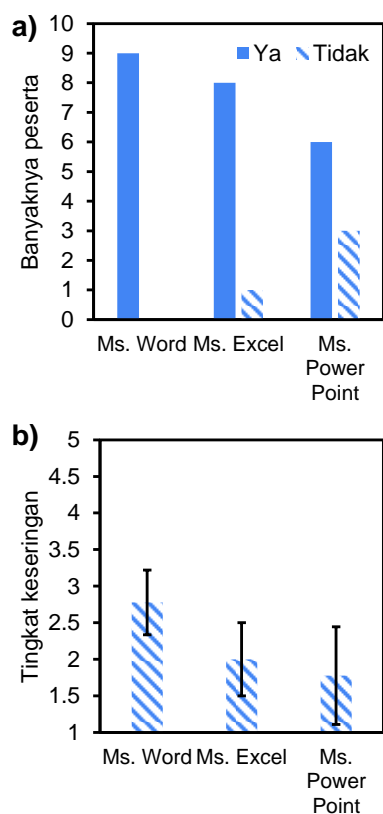 a)
Ya Tidak
Banyaknya peserta
10
9
8
7
6
5
4
3
2
1
0
Ms. Word Ms. Excel Ms.
Power
Point
b)
Tingkat keseringan
5
4.5
4
3.5
3
2.5
2
1.5
1
Ms. Word Ms. Excel Ms.
Power
Point